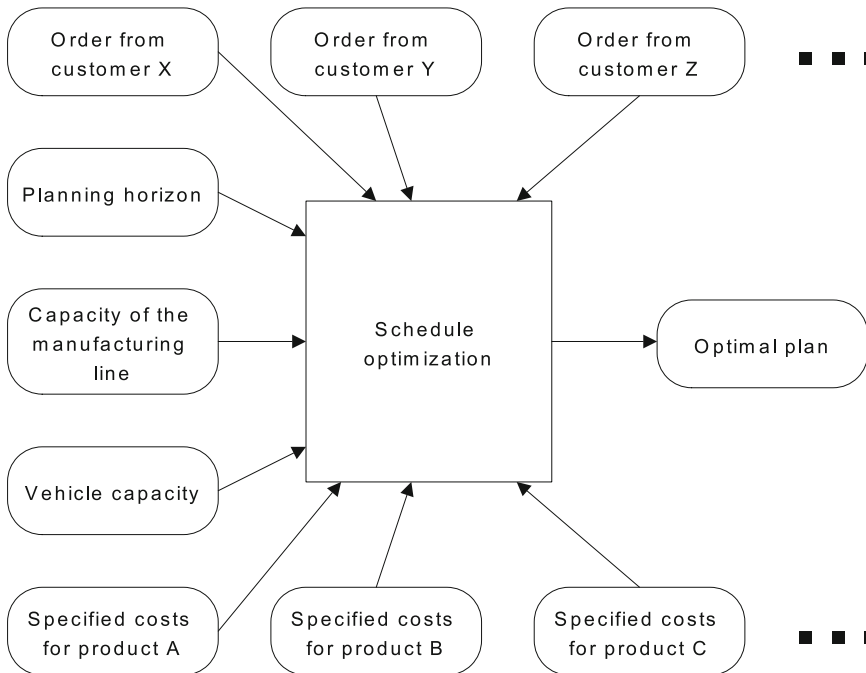 Order from
customer X
Order from
customer Y
Order from
customer Z
Planning horizon
Capacity of the
manufacturing
line
Schedule
optimization
Optimal plan
Vehicle capacity
Specified costs
for product A
Specified costs
for product B
Specified costs
for product C